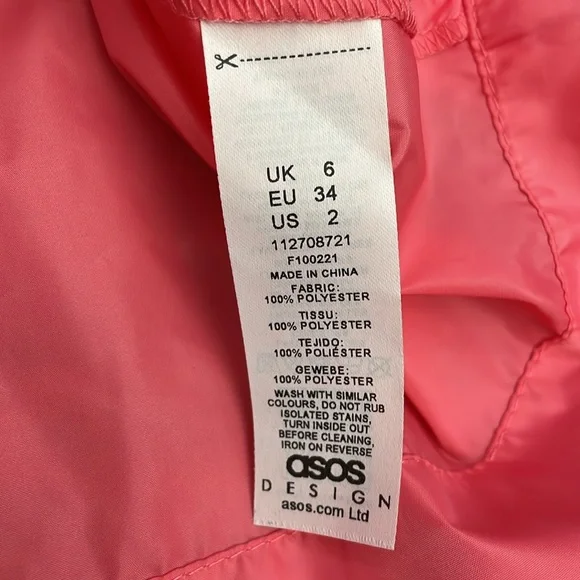 UK 6
EU 34
US 2
112708721
F100221
MADE IN CHINA
FABRIC:
100% POLYESTER
TISSU:
100% POLYESTER
TEJIDO:
100% POLIÉSTER
GEWEBE:
100% POLYESTER
WASH WITH SIMILAR
COLOURS, DO NOT RUB
ISOLATED STAINS,
TURN INSIDE OUT
BEFORE CLEANING,
IRON ON REVERSE
asos
DESIGN
asos.com Ltd